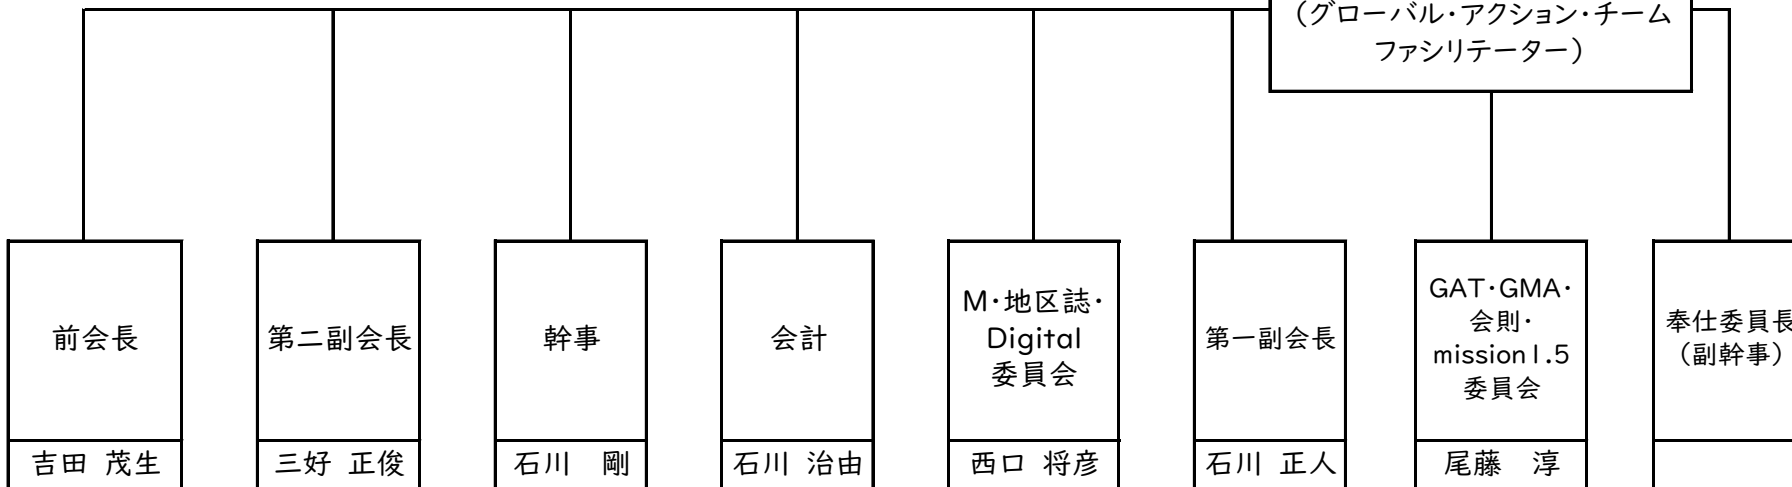 （グローバル・アクション・チーム
ファシリテーター）
前会長
第二副会長
幹事
会計
M・地区誌・
Digital
委員会
第一副会長
GAT・GMA・
会則・
mission1.5
委員会
奉仕委員長
（副幹事）
吉田 茂生
三好 正俊
石川　剛
石川 治由
西口 将彦
石川 正人
尾藤　淳